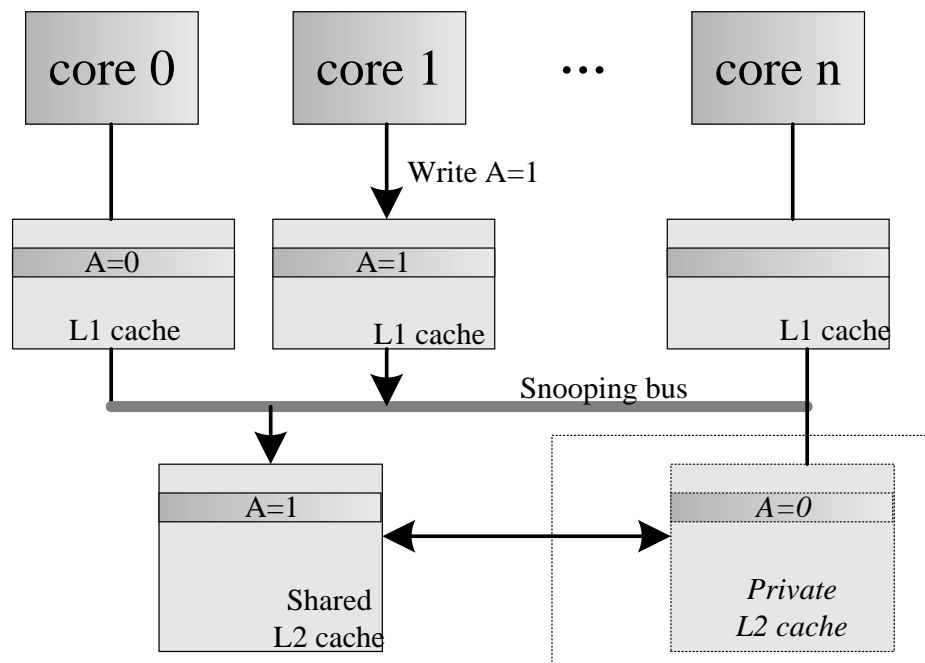 core 0
core 1
...
core n
Write A=1
A=0
A=1
L1 cache
L1 cache
L1 cache
Snooping bus
A=1
A=0
Shared
L2 cache
Private
L2 cache